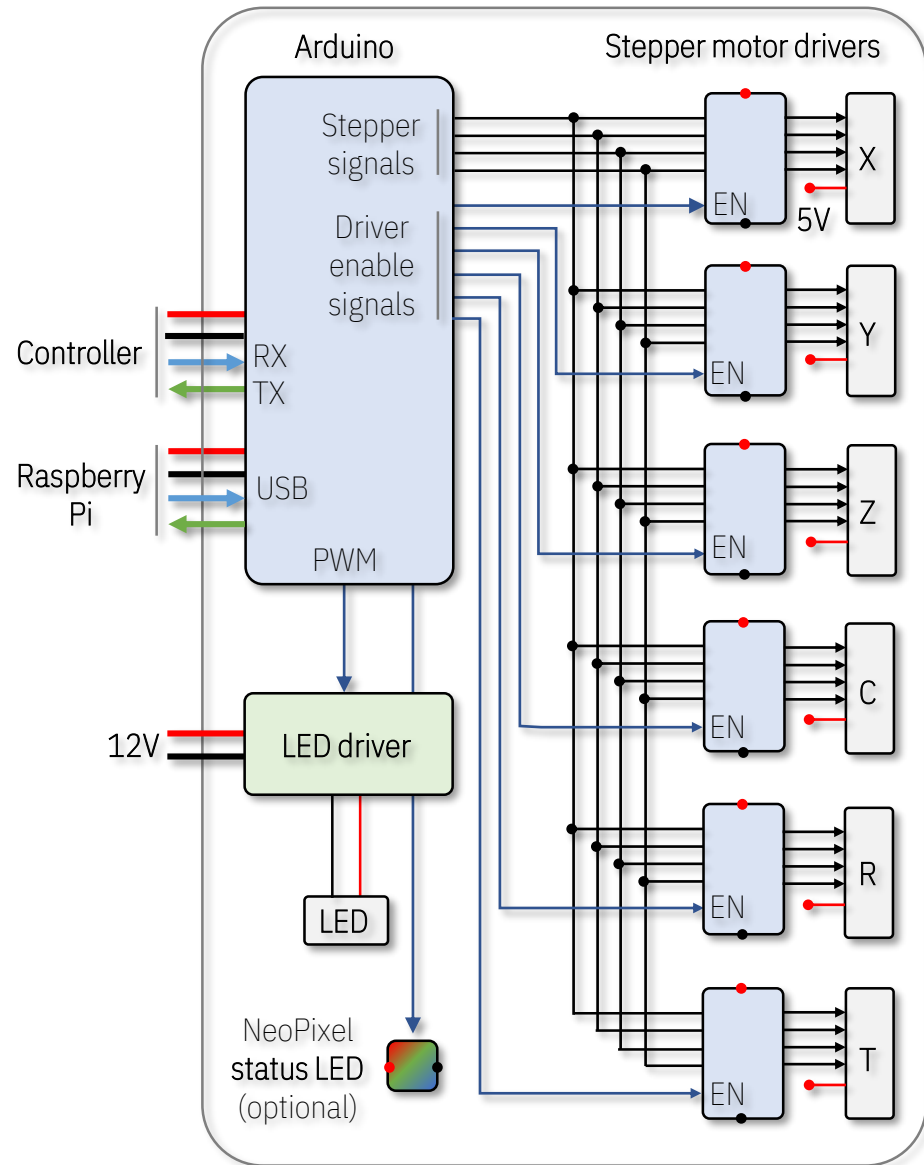 Arduino
Stepper motor drivers
Stepper
signals
Driver
enable
signals
EN
X
5V
EN
Y
Controller
RX
TX
Raspberry
Pi
USB
PWM
EN
Z
12V
LED driver
EN
C
LED
EN
R
NeoPixel
status LED
(optional)
EN
T